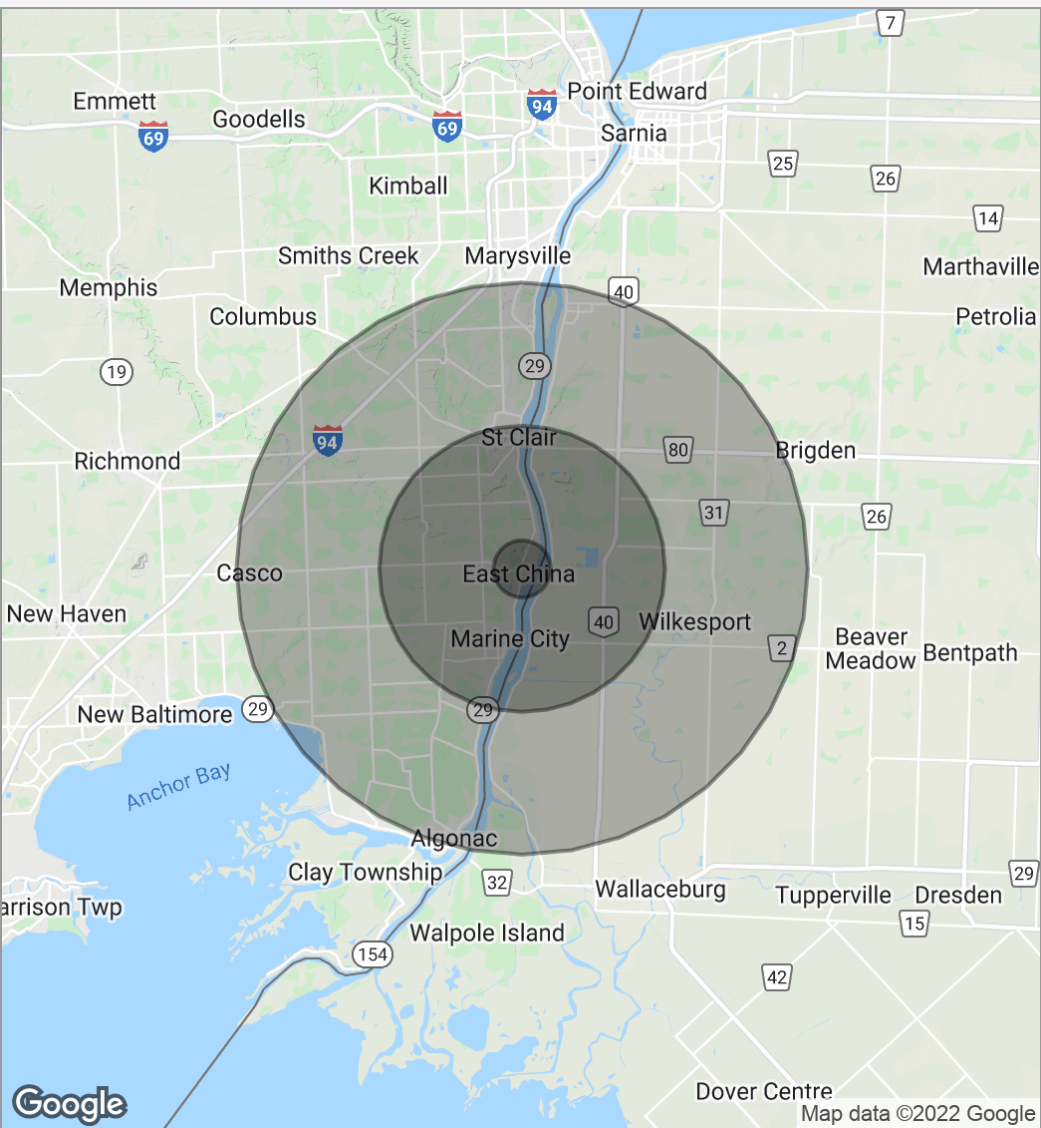 7
Point Edward
Emmett
94
Goodells
69
69
Sarnia
25
26
Kimball
14
Smiths Creek
Marysville
Marthaville
Memphis
40
Columbus
Petrolia
29
19
St Clair
94
80
Brigden
Richmond
31
26
Casco
East China
New Haven
40
Wilkesport
Marine City
2
Beaver
Meadow
Bentpath
New Baltimore
29
29
Anchor Bay
Algonac
Clay Township
32
Wallaceburg
29
Tupperville
Dresden
arrison Twp
15
Walpole Island
154
42
Dover Centre
Google
Map data ©2022 Google